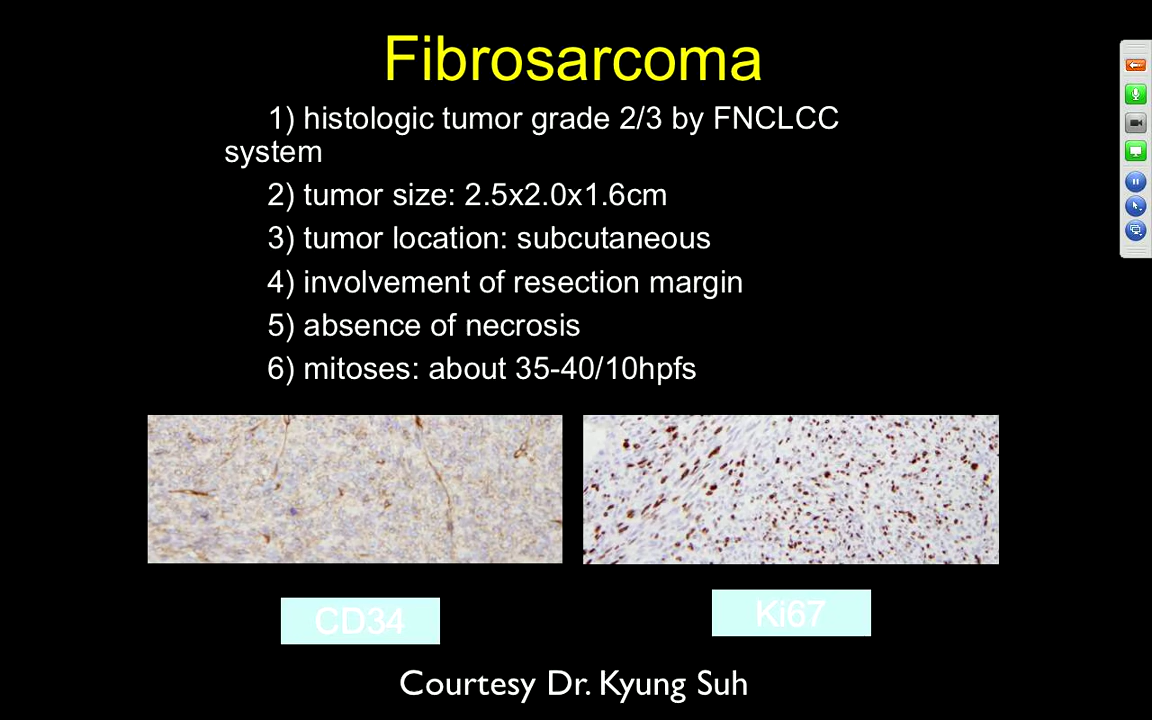 Fibrosarcoma
1) histologic tumor grade 2/3 by FNCLCC
system
2) tumor size: 2.5x2.0x1.6cm
3) tumor location: subcutaneous
4) involvement of resection margin
5) absence of necrosis
6) mitoses: about 35-40/10hpfs
CD34
Ki67
Courtesy Dr. Kyung Suh